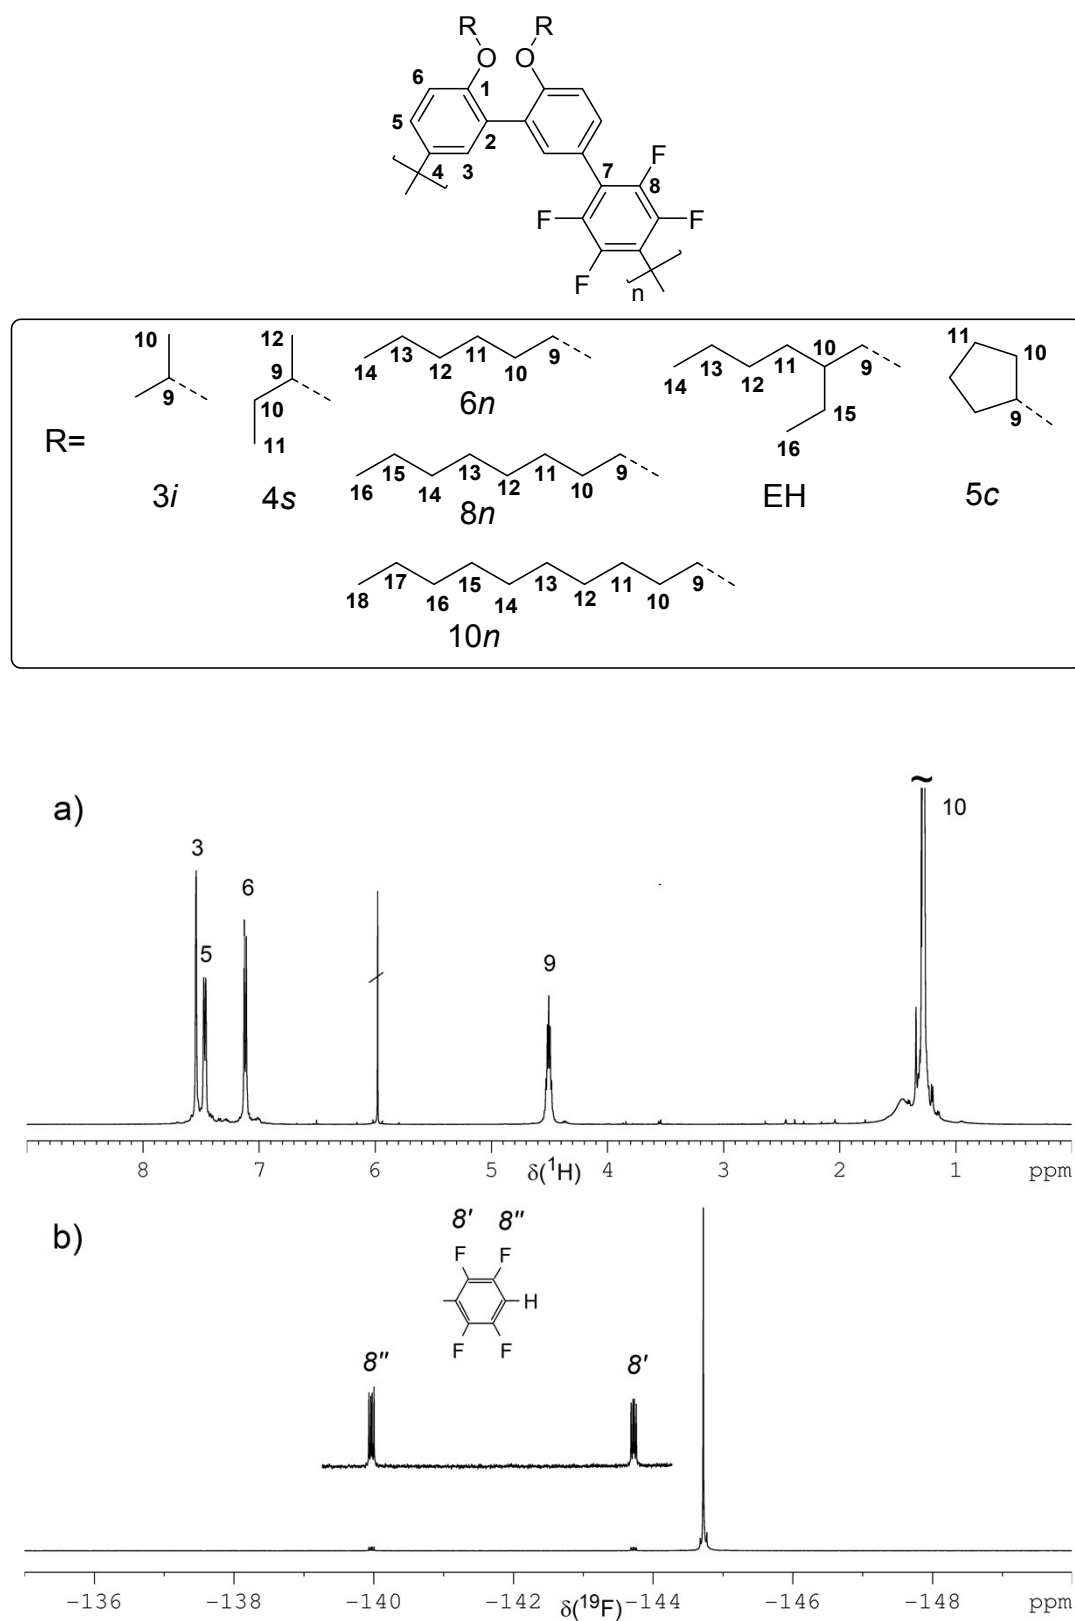 R R
O O
6 1
5 2
4 3 7
F
8
F F
F
n
10 12 13 11 9 10 11 10
14 12 10 14 13 12 11 9
9 9 6n 15 9
10 16
11
R=
15 13 11 9
16 14 12 10
3i 4s 8n EH 5c
17 15 13 11 9
18 16 14 12 10
10n
a)
~
10
3
6
5
9
8 7 6 5 4 3 2 1 ppm
δ(¹H)
b)
8' 8''
F F
H
F F
8'' 8'
-136 -138 -140 -142 -144 -146 -148 ppm
δ(¹⁹F)